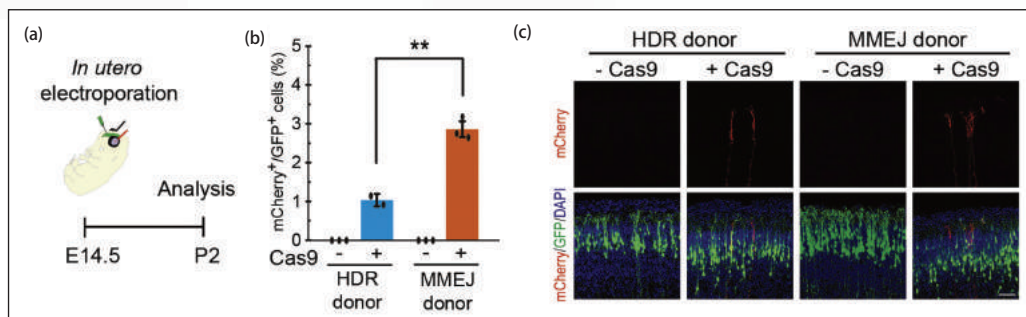 (a)
In utero
electroporation
Analysis
E14.5
P2
(b)
mCherry+/GFP+ cells (%)
5
4
3
2
1
0
**
Cas9
- + - +
HDR
donor
MMEJ
donor
(c)
HDR donor
MMEJ donor
- Cas9 + Cas9 - Cas9 + Cas9
mCherry
mCherry/GFP/DAPI